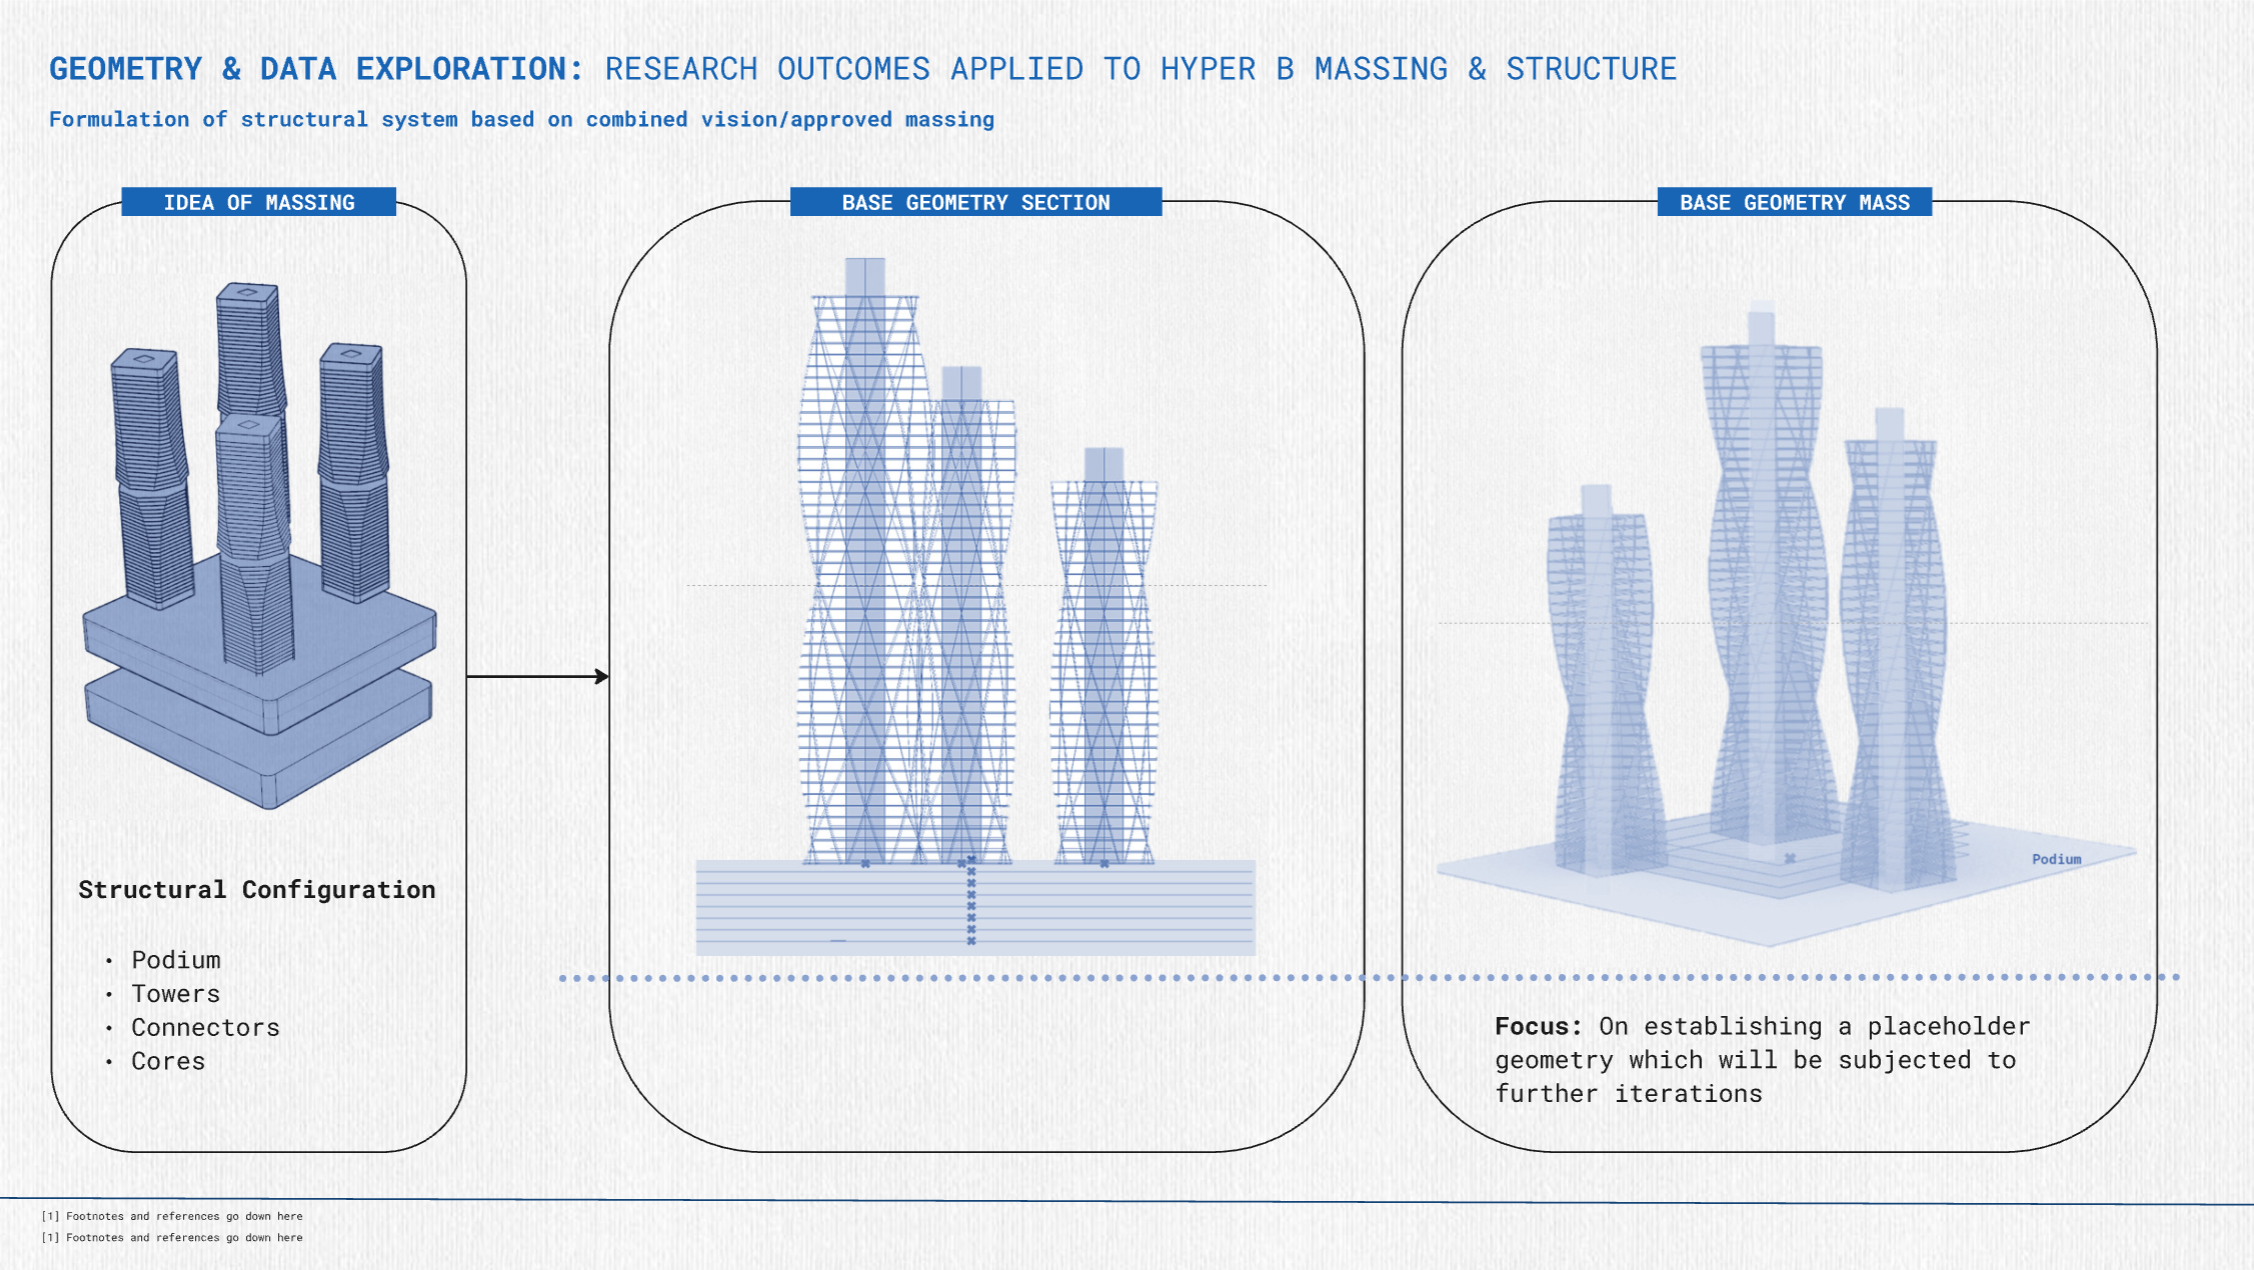 GEOMETRY & DATA EXPLORATION: RESEARCH OUTCOMES APPLIED TO HYPER B MASSING & STRUCTURE
Formulation of structural system based on combined vision/approved massing
IDEA OF MASSING
Structural Configuration
• Podium
• Towers
• Connectors
• Cores
BASE GEOMETRY SECTION
BASE GEOMETRY MASS
Podium
Focus: On establishing a placeholder
geometry which will be subjected to
further iterations
[1] Footnotes and references go down here
[1] Footnotes and references go down here